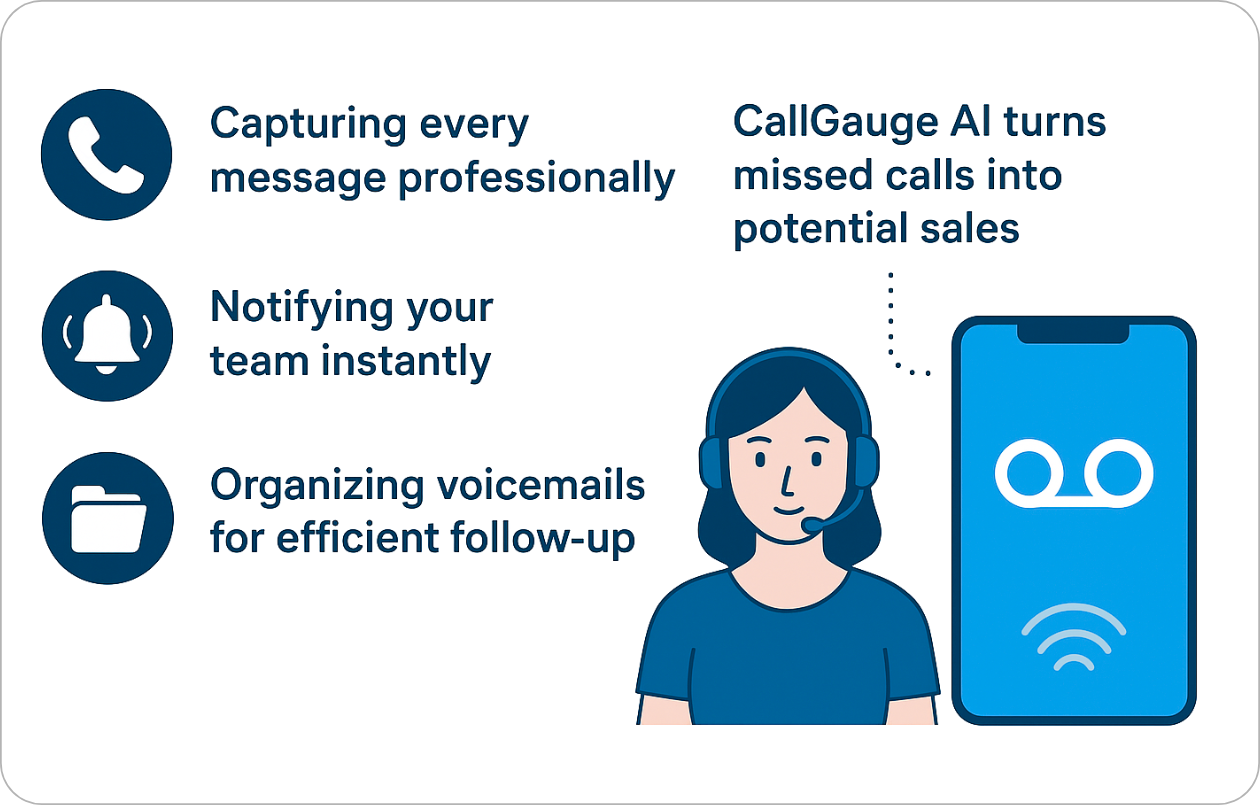 Capturing every
message professionally
Notifying your
team instantly
Organizing voicemails
for efficient follow-up
CallGauge AI turns
missed calls into
potential sales